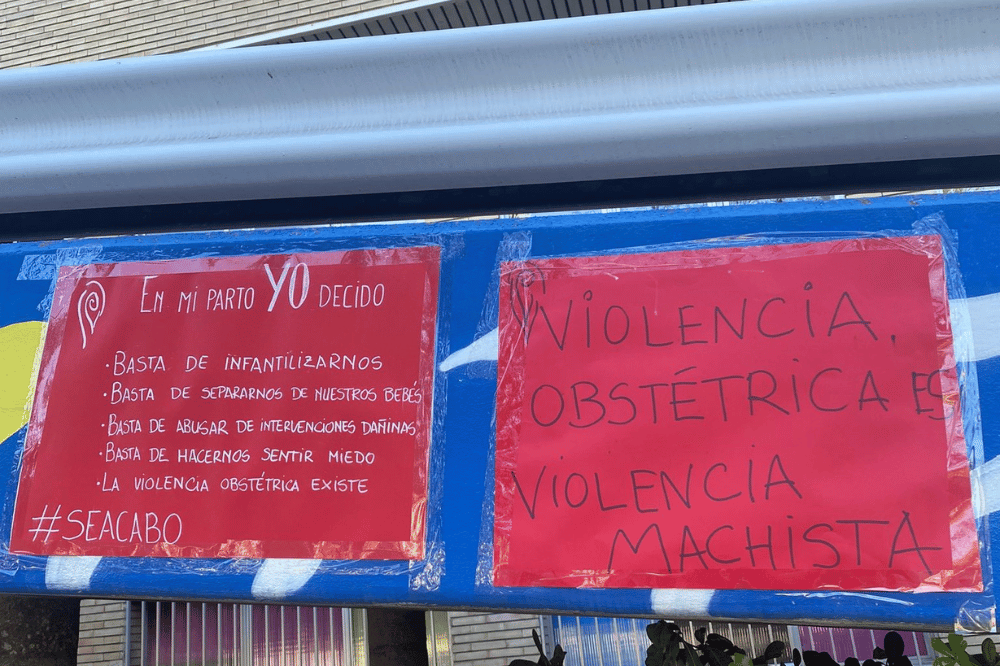 En mi parto YO decido
· Basta de infantilizarnos
· Basta de separarnos de nuestros bebés
· Basta de abusar de intervenciones dañinas
· Basta de hacernos sentir miedo
· La violencia obstétrica existe
#SEACABO
VIOLENCIA,
OBSTÉTRICA ES
VIOLENCIA
MACHISTA